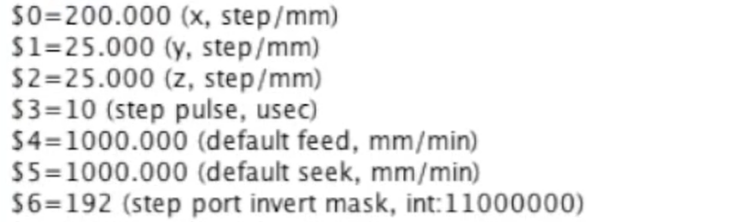 $0=200.000 (x, step/mm)
$1=25.000 (y, step/mm)
$2=25.000 (z, step/mm)
$3=10 (step pulse, usec)
$4=1000.000 (default feed, mm/min)
$5=1000.000 (default seek, mm/min)
$6=192 (step port invert mask, int:11000000)